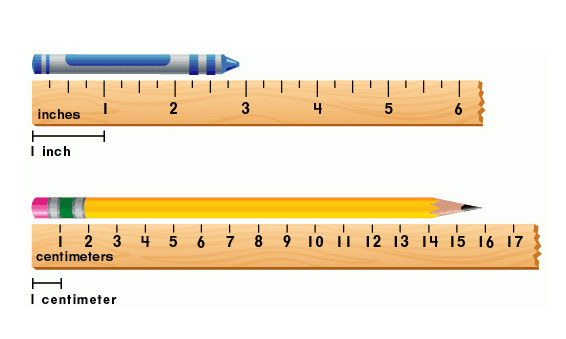 1 2 3 4 5 6
inches
1 inch
1 2 3 4 5 6 7 8 9 10 11 12 13 14 15 16 17
centimeters
1 centimeter